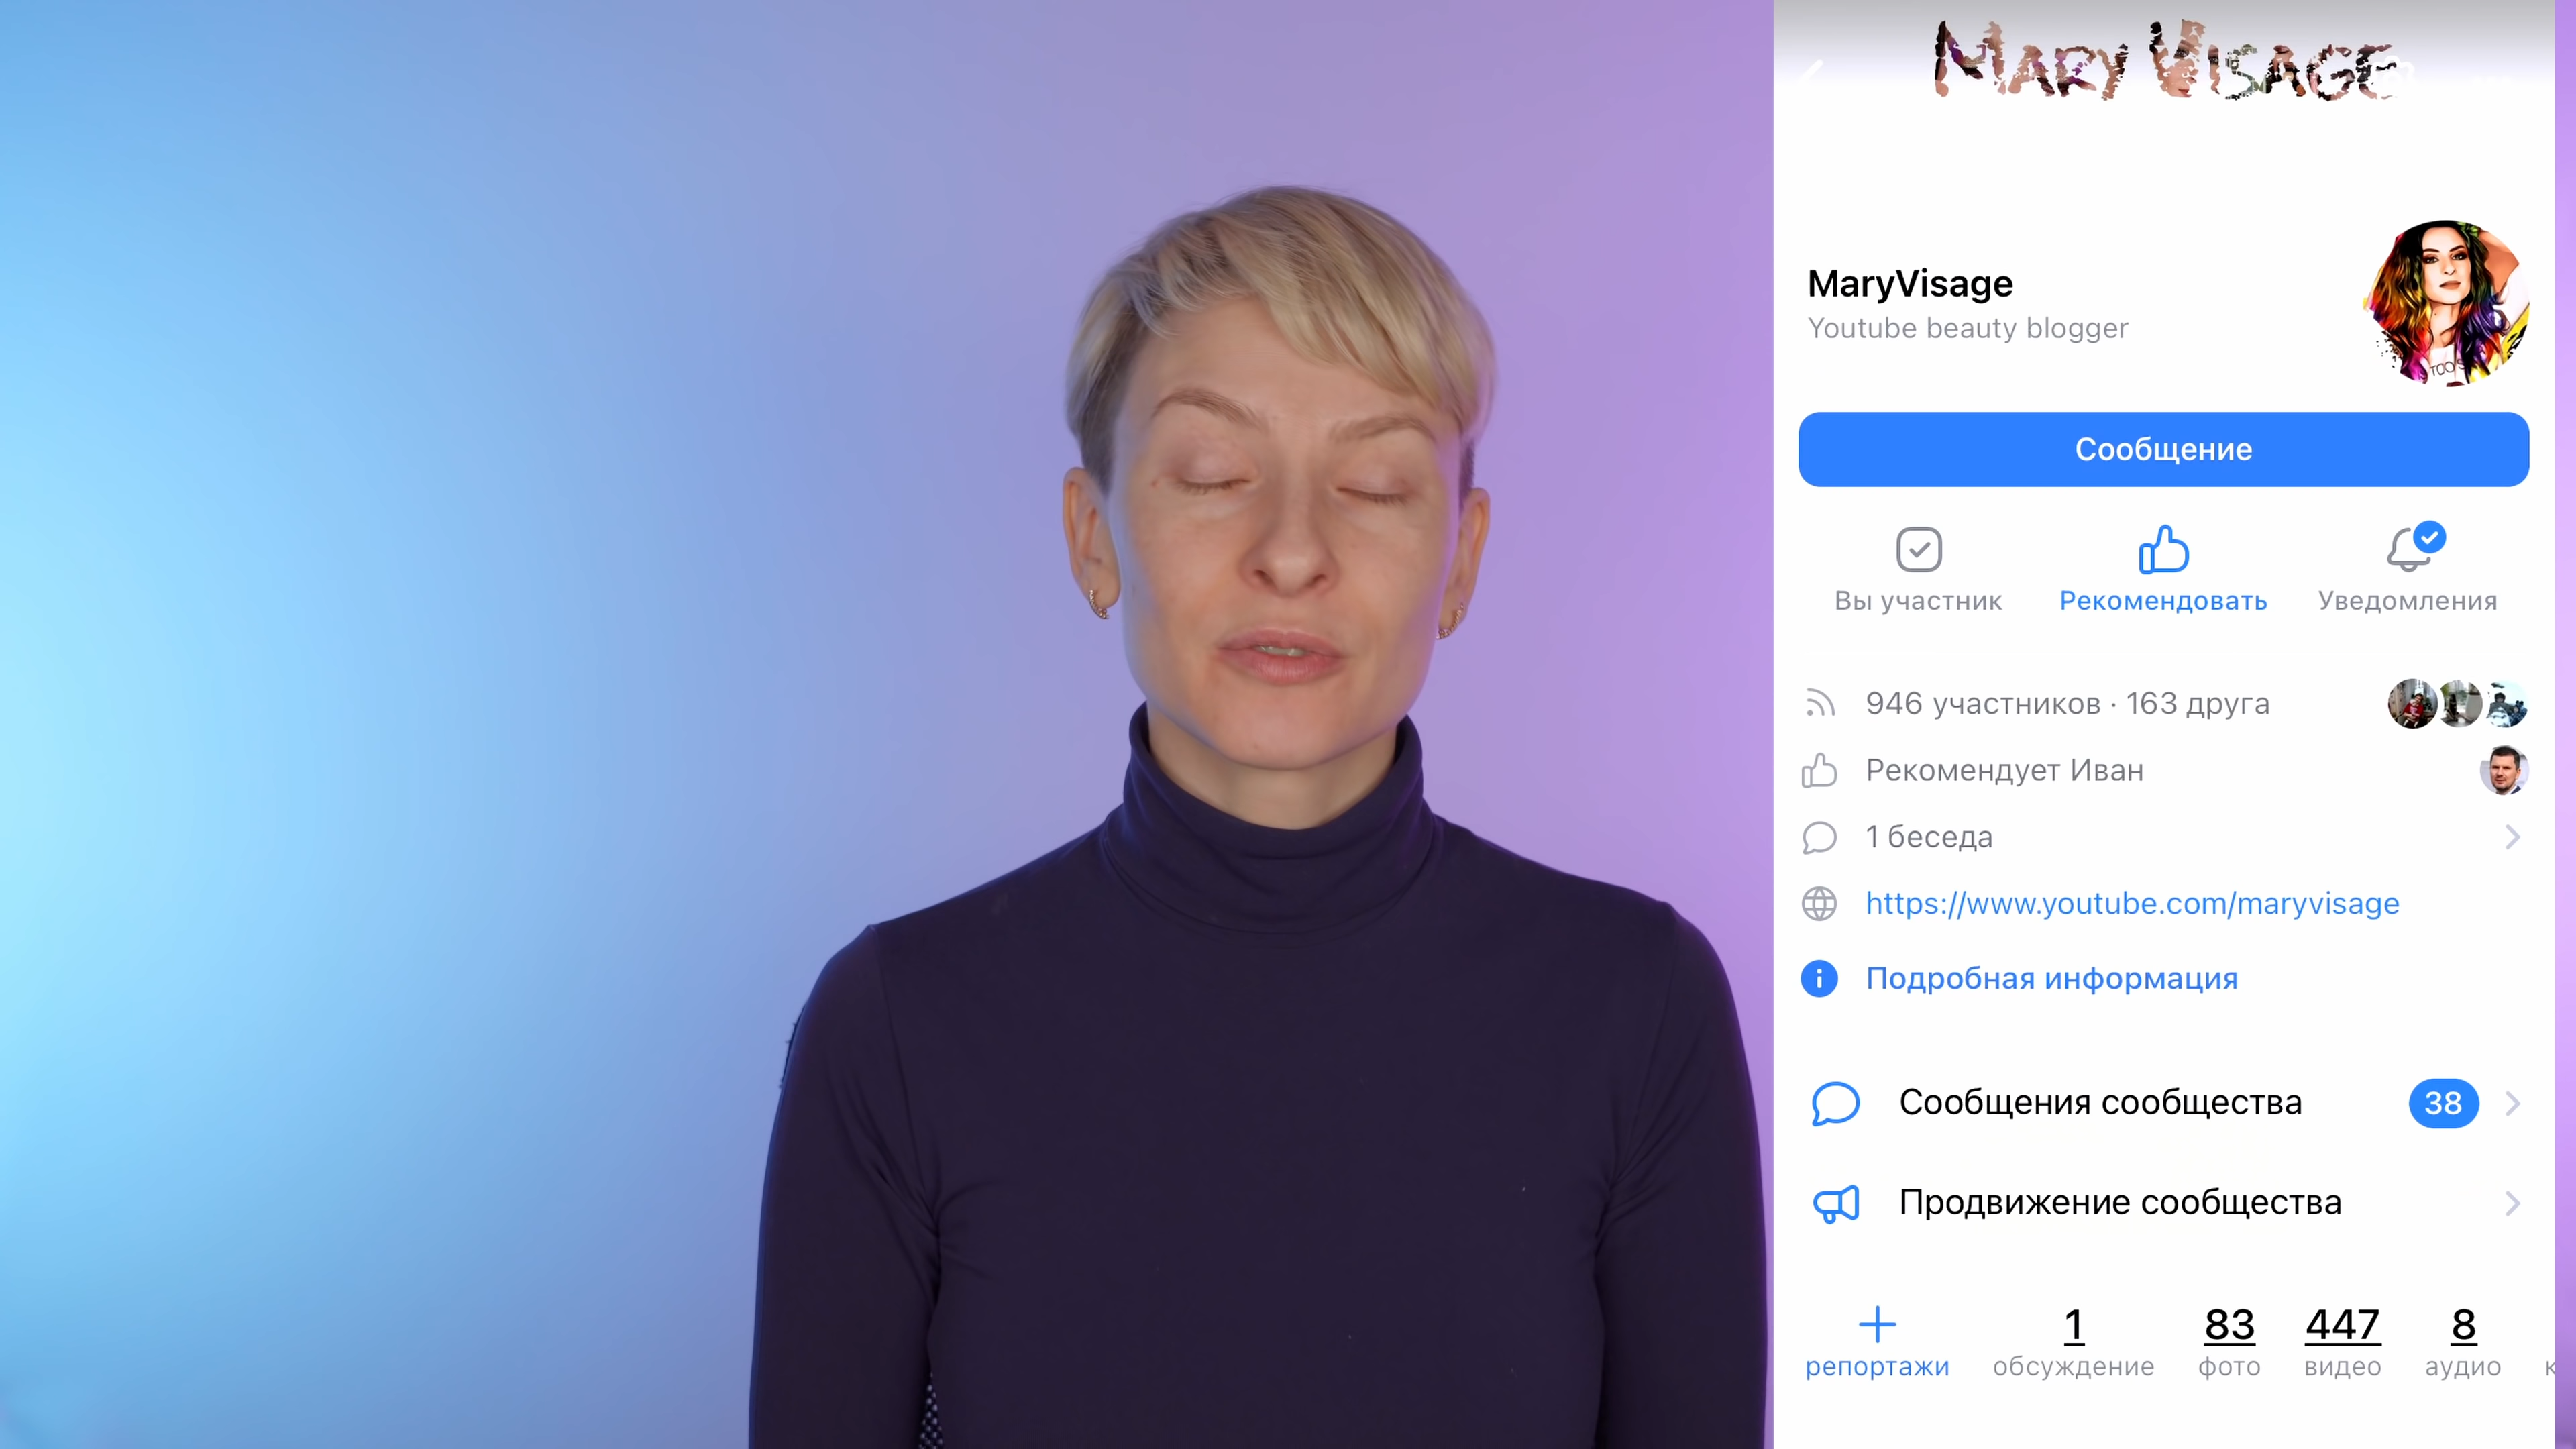 MARY VISAGE
MaryVisage
Youtube beauty blogger
Сообщение
Вы участник
Рекомендовать
Уведомления
946 участников · 163 друга
Рекомендует Иван
1 беседа
https://www.youtube.com/maryvisage
Подробная информация
Сообщения сообщества 38
Продвижение сообщества
1 83 447 8
репортажи обсуждение фото видео аудио